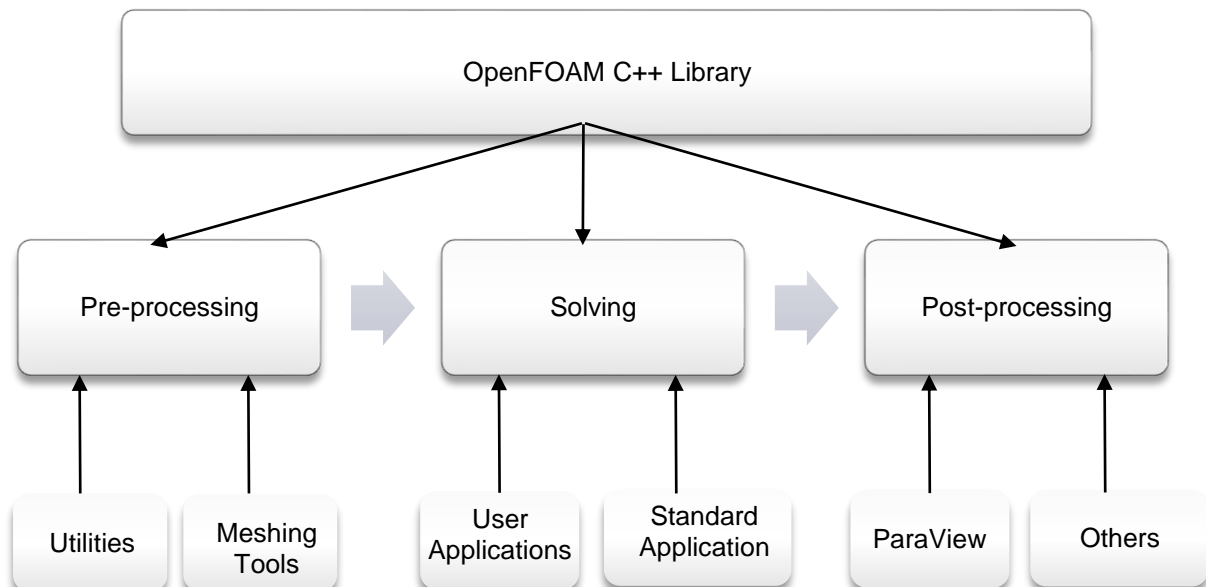 OpenFOAM C++ Library
Pre-processing
Solving
Post-processing
Utilities
Meshing
Tools
User
Applications
Standard
Application
ParaView
Others